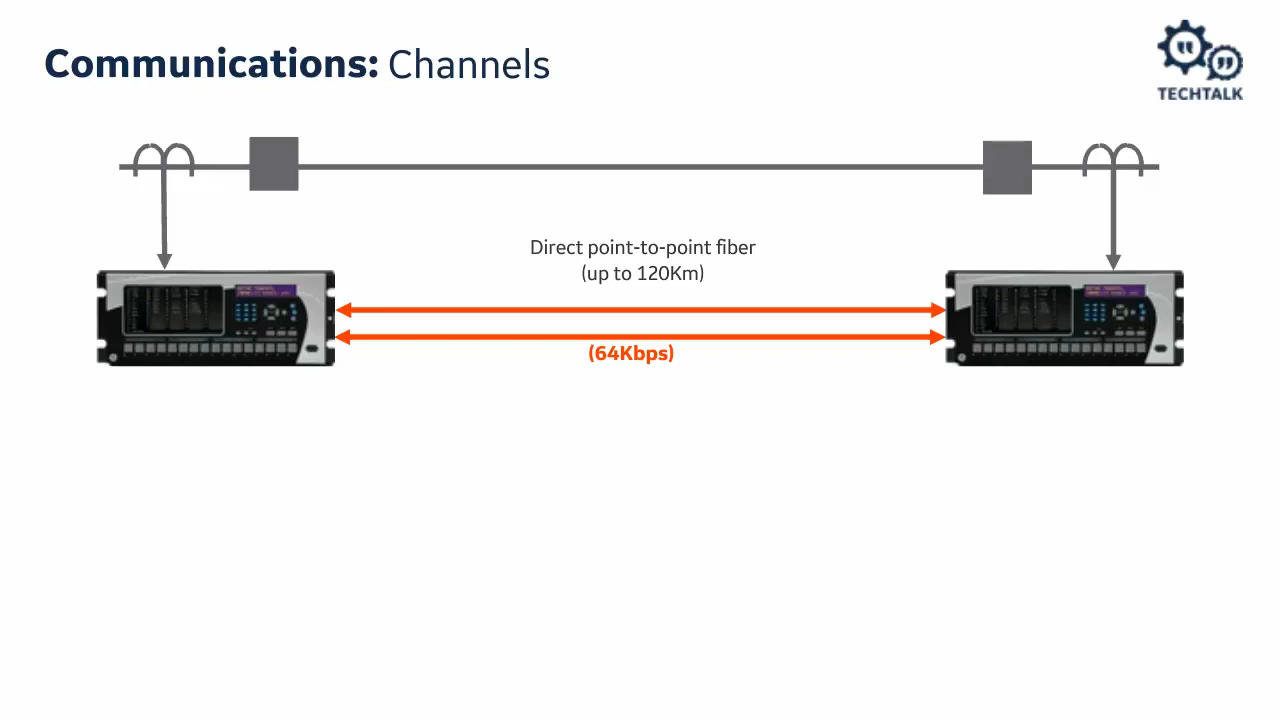 Communications: Channels
TECHTALK
Direct point-to-point fiber
(up to 120Km)
(64Kbps)